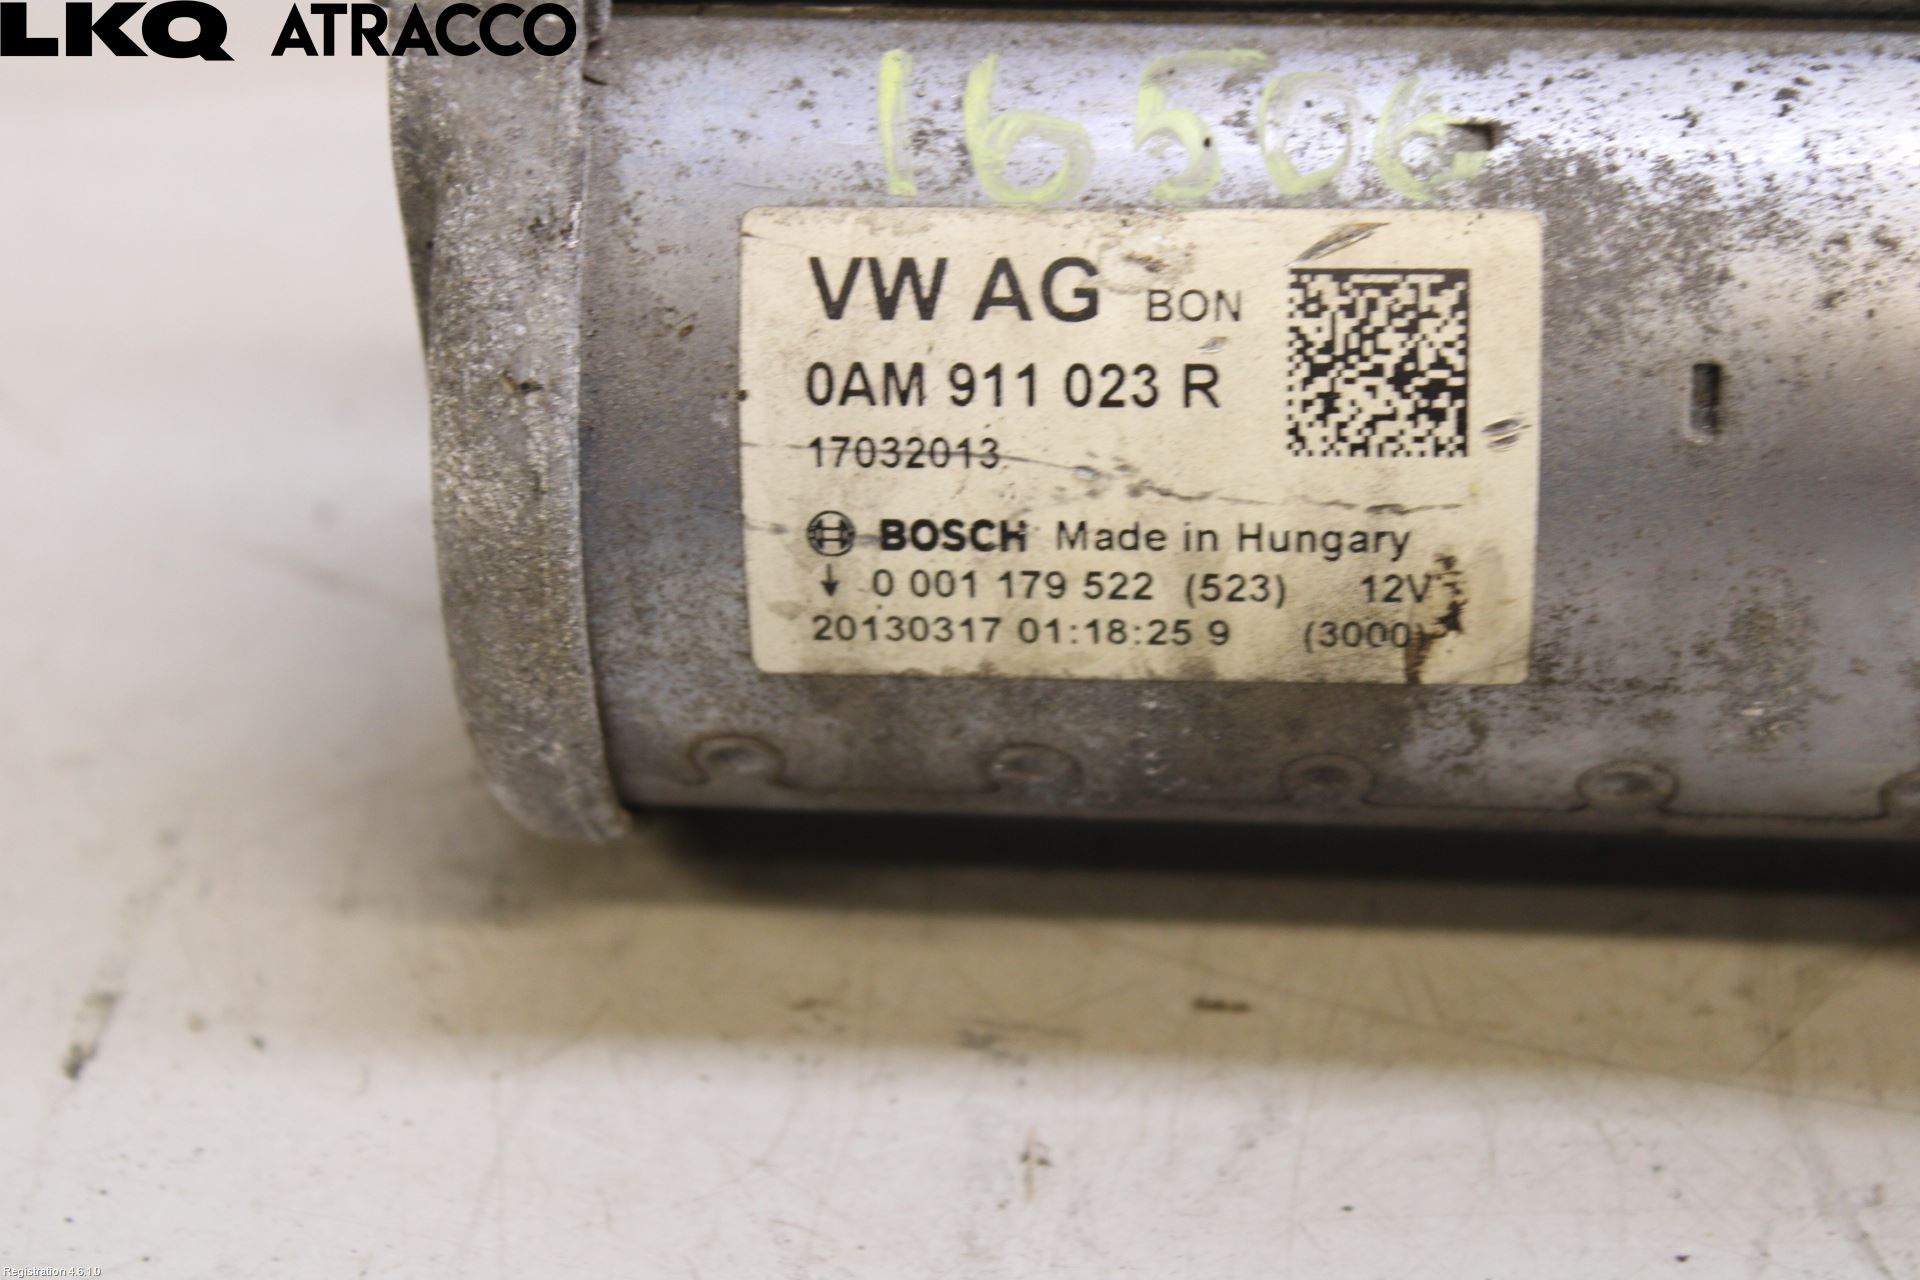 LKQ ATRACCO
16506
VW AG BON
0AM 911 023 R
17032013
BOSCH Made in Hungary
↓ 0 001 179 522 (523) 12V
20130317 01:18:25 9 (3000)
Registration 4.6.1.0